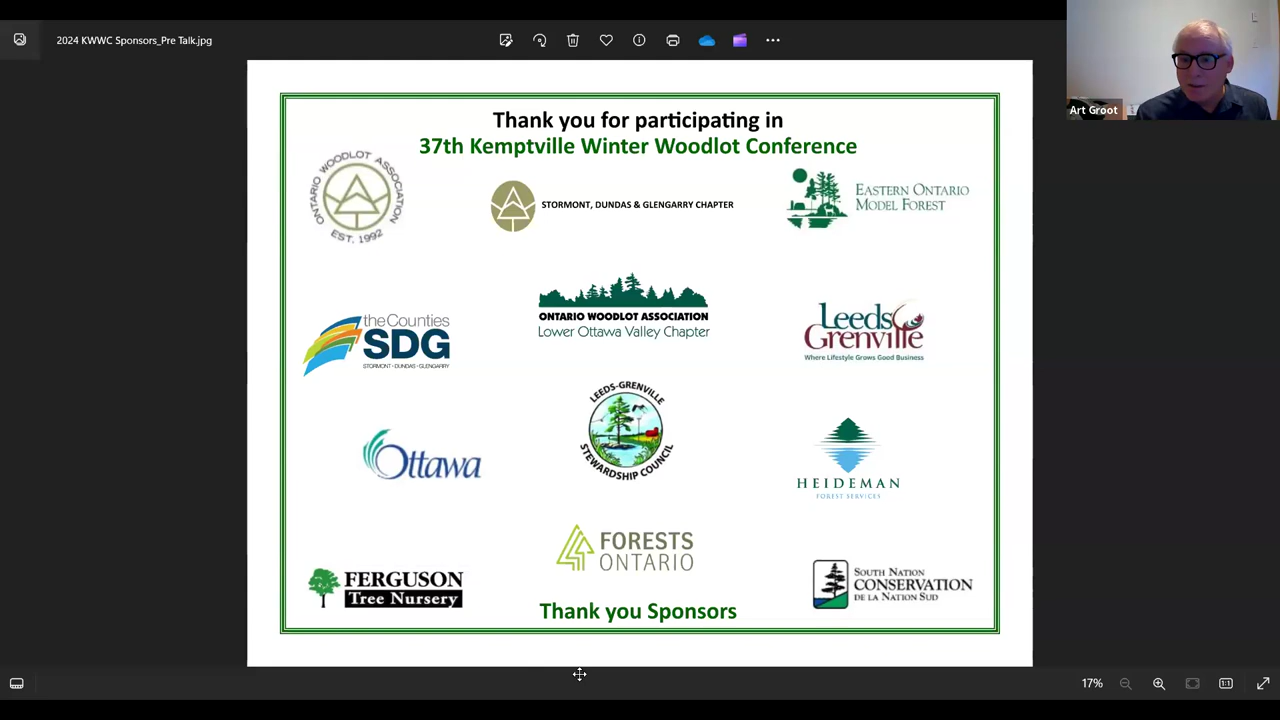 2024 KWWC Sponsors_Pre Talk.jpg
Art Groot
Thank you for participating in
37th Kemptville Winter Woodlot Conference
ONTARIO WOODLOT ASSOCIATION
EST. 1992
STORMONT, DUNDAS & GLENGARRY CHAPTER
EASTERN ONTARIO
MODEL FOREST
the Counties
SDG
STORMONT • DUNDAS • GLENGARRY
ONTARIO WOODLOT ASSOCIATION
Lower Ottawa Valley Chapter
Leeds
Grenville
Where Lifestyle Grows Good Business
Ottawa
LEEDS-GRENVILLE
STEWARDSHIP COUNCIL
HEIDEMAN
FOREST SERVICES
FERGUSON
Tree Nursery
FORESTS
ONTARIO
SOUTH NATION
CONSERVATION
DE LA NATION SUD
Thank you Sponsors
17%
1:1